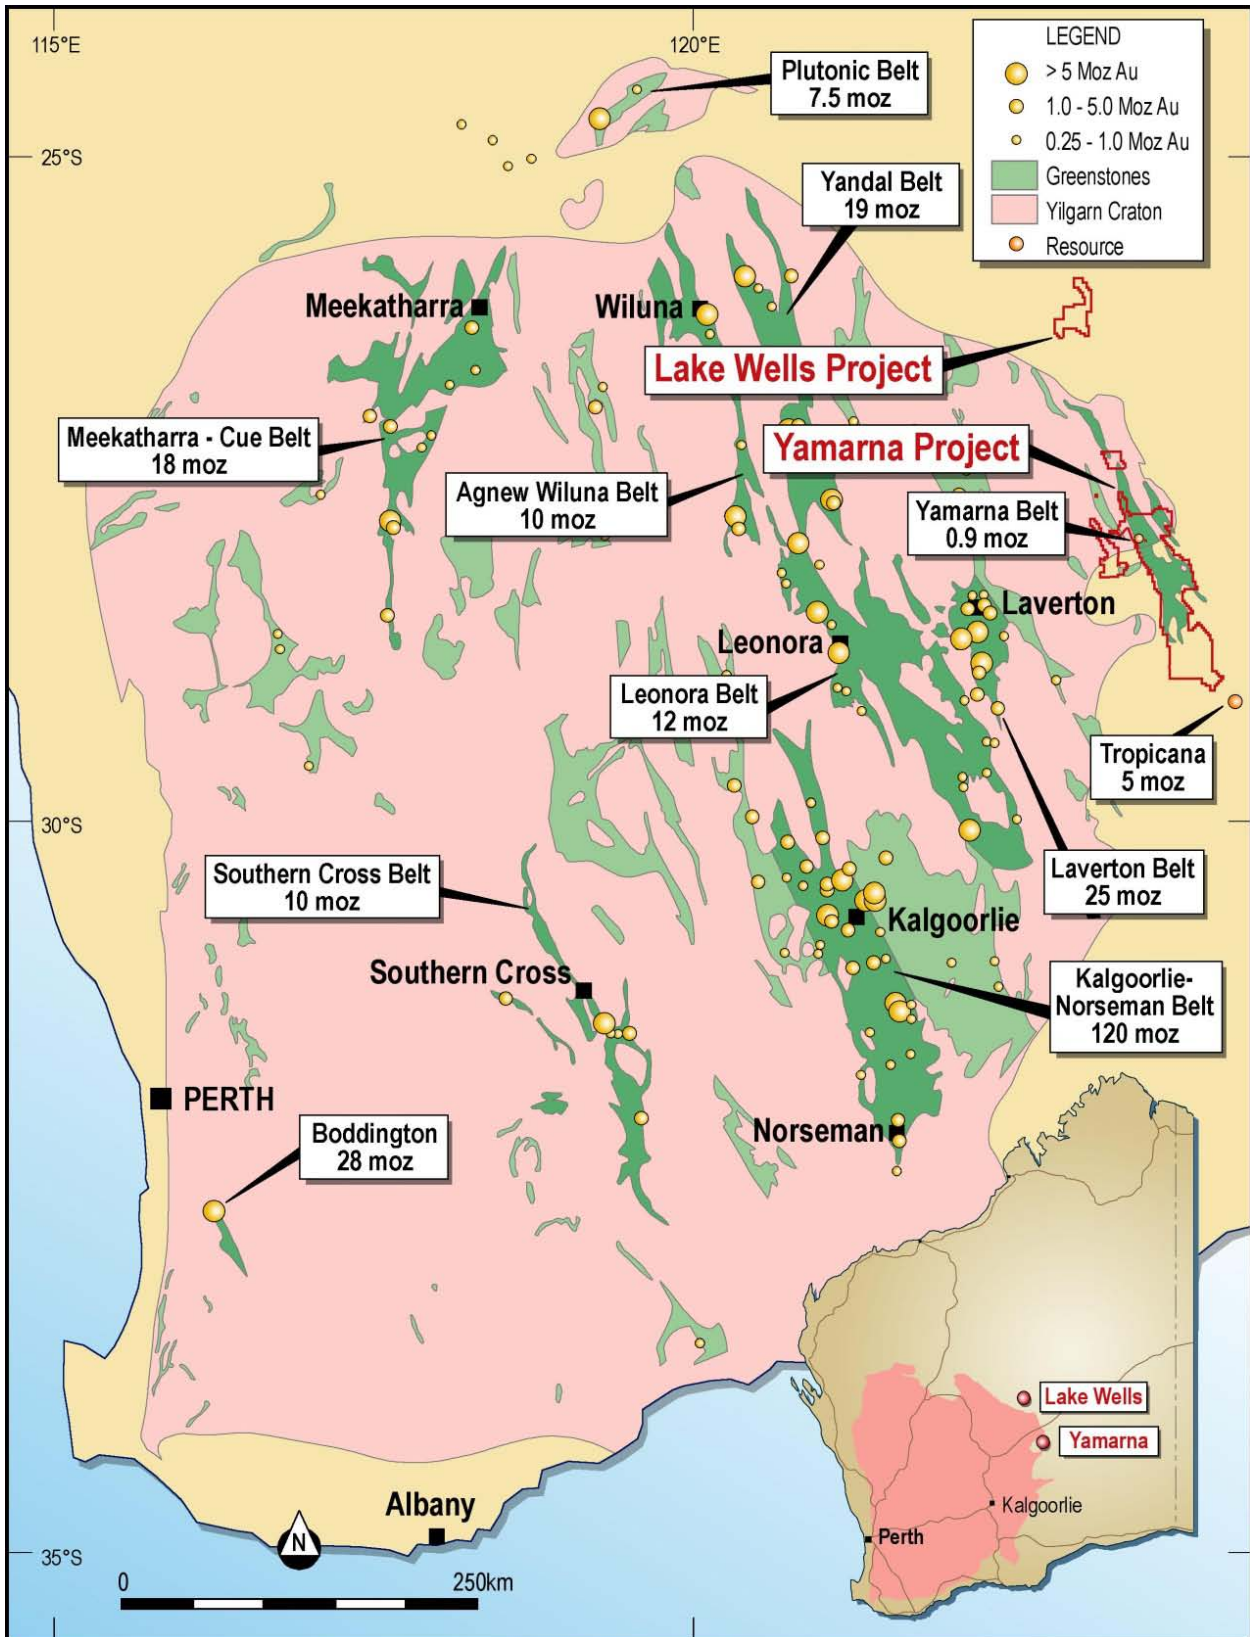 115°E
120°E
LEGEND
> 5 Moz Au
1.0 - 5.0 Moz Au
0.25 - 1.0 Moz Au
Greenstones
Yilgarn Craton
Resource
Plutonic Belt
7.5 moz
25°S
Yandal Belt
19 moz
Meekatharra
Wiluna
Lake Wells Project
Meekatharra - Cue Belt
18 moz
Yamarna Project
Agnew Wiluna Belt
10 moz
Yamarna Belt
0.9 moz
Laverton
Leonora
Leonora Belt
12 moz
Tropicana
5 moz
30°S
Southern Cross Belt
10 moz
Laverton Belt
25 moz
Kalgoorlie
Southern Cross
Kalgoorlie-
Norseman Belt
120 moz
PERTH
Norseman
Boddington
28 moz
Lake Wells
Yamarna
Kalgoorlie
Perth
Albany
N
35°S
0
250km